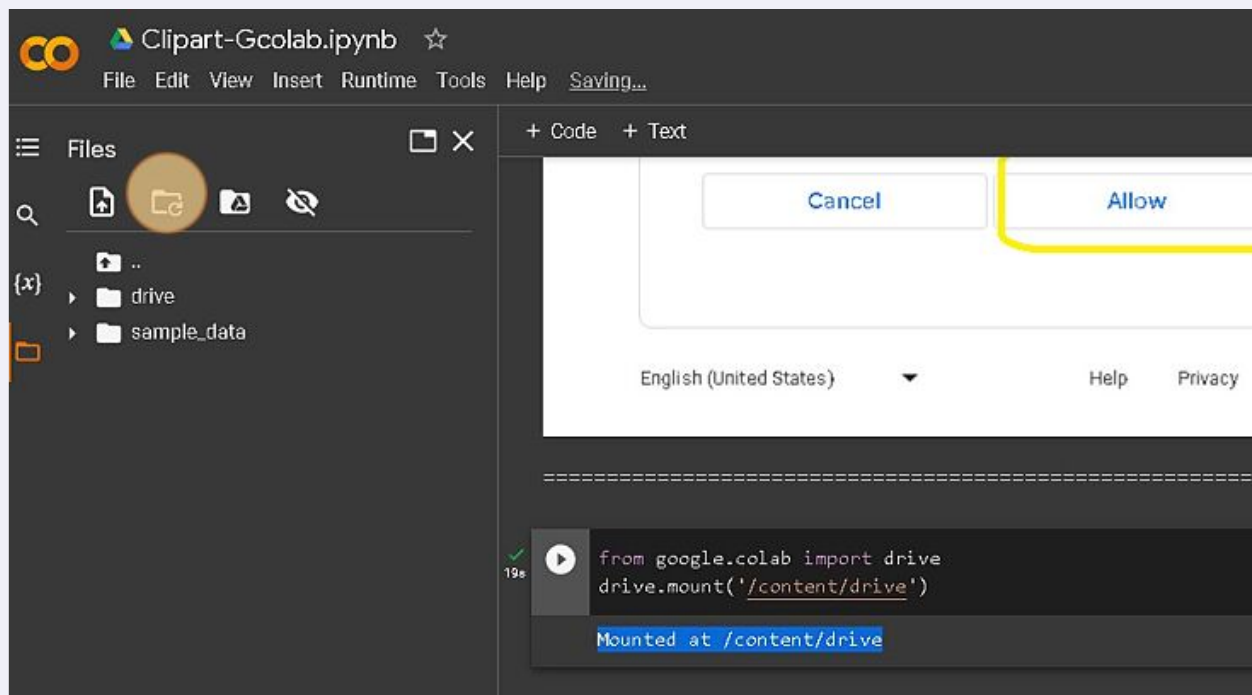 Clipart-Gcolab.ipynb
File Edit View Insert Runtime Tools Help Saving...
Files
+ Code + Text
{x}
..
drive
sample_data
Cancel Allow
English (United States) Help Privacy
==========================================================
19s
from google.colab import drive
drive.mount('/content/drive')
Mounted at /content/drive